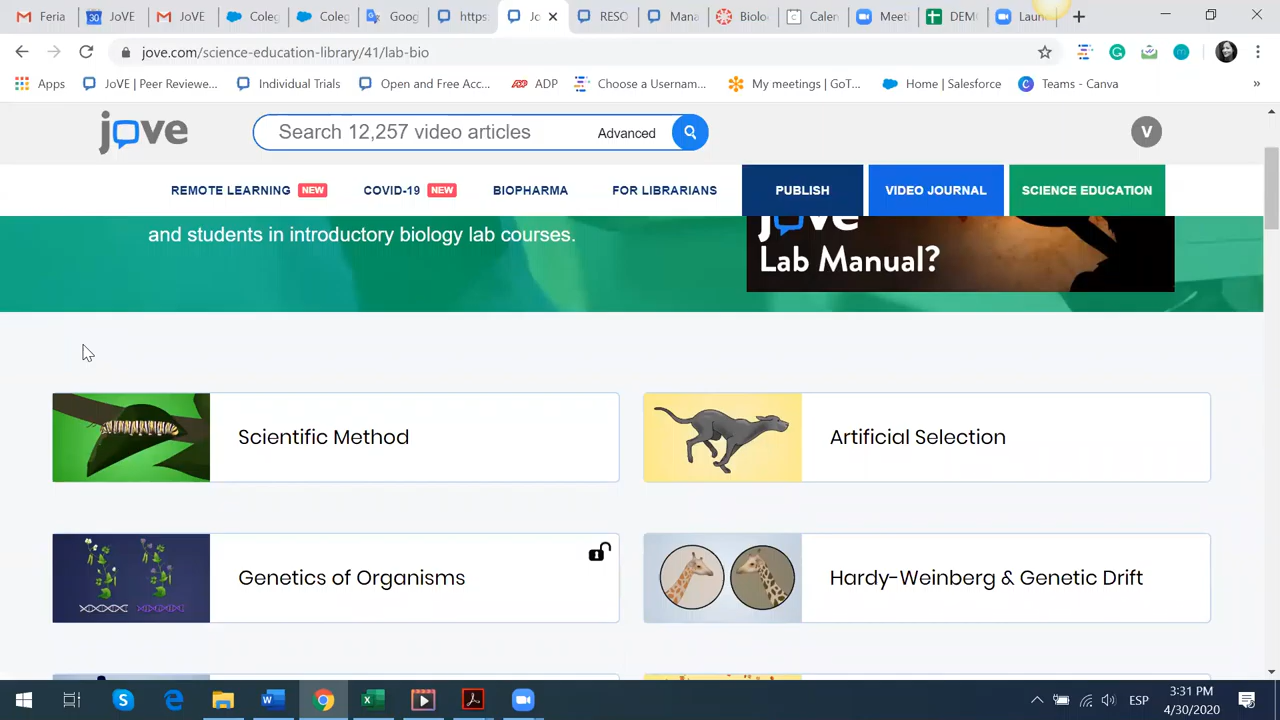 Feria
JoVE
JoVE
Coleg
Coleg
Goog
https:
Jo
RESO
Mana
Biolo
Calen
Meeti
DEM
Laun
jove.com/science-education-library/41/lab-bio
Apps
JoVE | Peer Reviewe...
Individual Trials
Open and Free Acc...
ADP
Choose a Usernam...
My meetings | GoT...
Home | Salesforce
Teams - Canva
»
jove
Search 12,257 video articles
Advanced
V
REMOTE LEARNING NEW
COVID-19 NEW
BIOPHARMA
FOR LIBRARIANS
PUBLISH
VIDEO JOURNAL
SCIENCE EDUCATION
and students in introductory biology lab courses.
jove
Lab Manual?
Scientific Method
Artificial Selection
Genetics of Organisms
Hardy-Weinberg & Genetic Drift
ESP
3:31 PM
4/30/2020